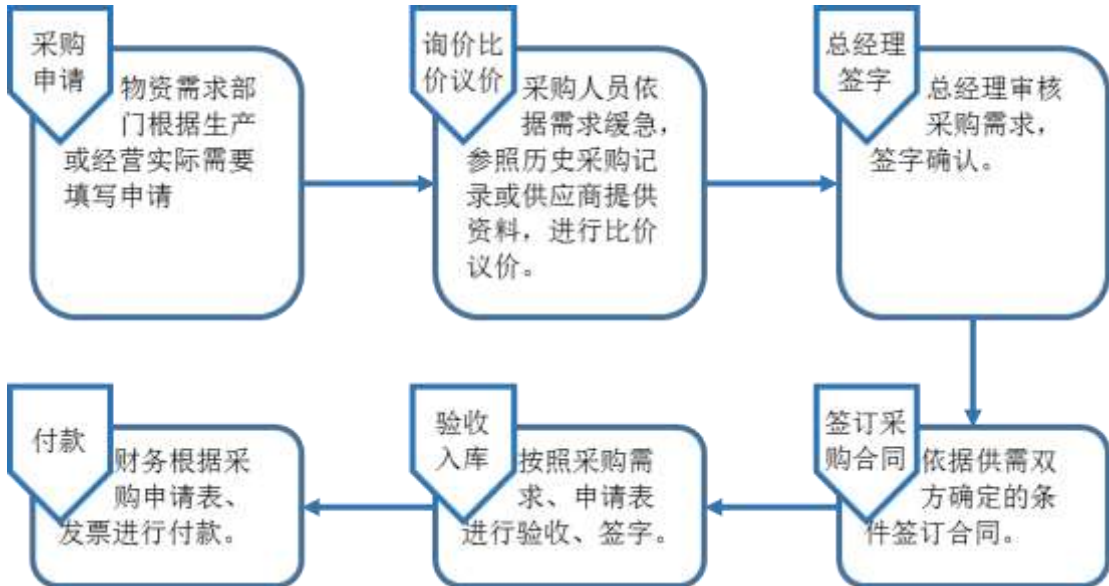 采购
申请
物资需求部
门根据生产
或经营实际需要
填写申请
询价比
价议价
采购人员依
据需求缓急，
参照历史采购记
录或供应商提供
资料，进行比价
议价。
总经理
签字
总经理审核
采购需求，
签字确认。
签订采
购合同
依据供需双
方确定的条
件签订合同。
验收
入库
按照采购需
求、申请表
进行验收、签字。
付款
财务根据采
购申请表、
发票进行付款。